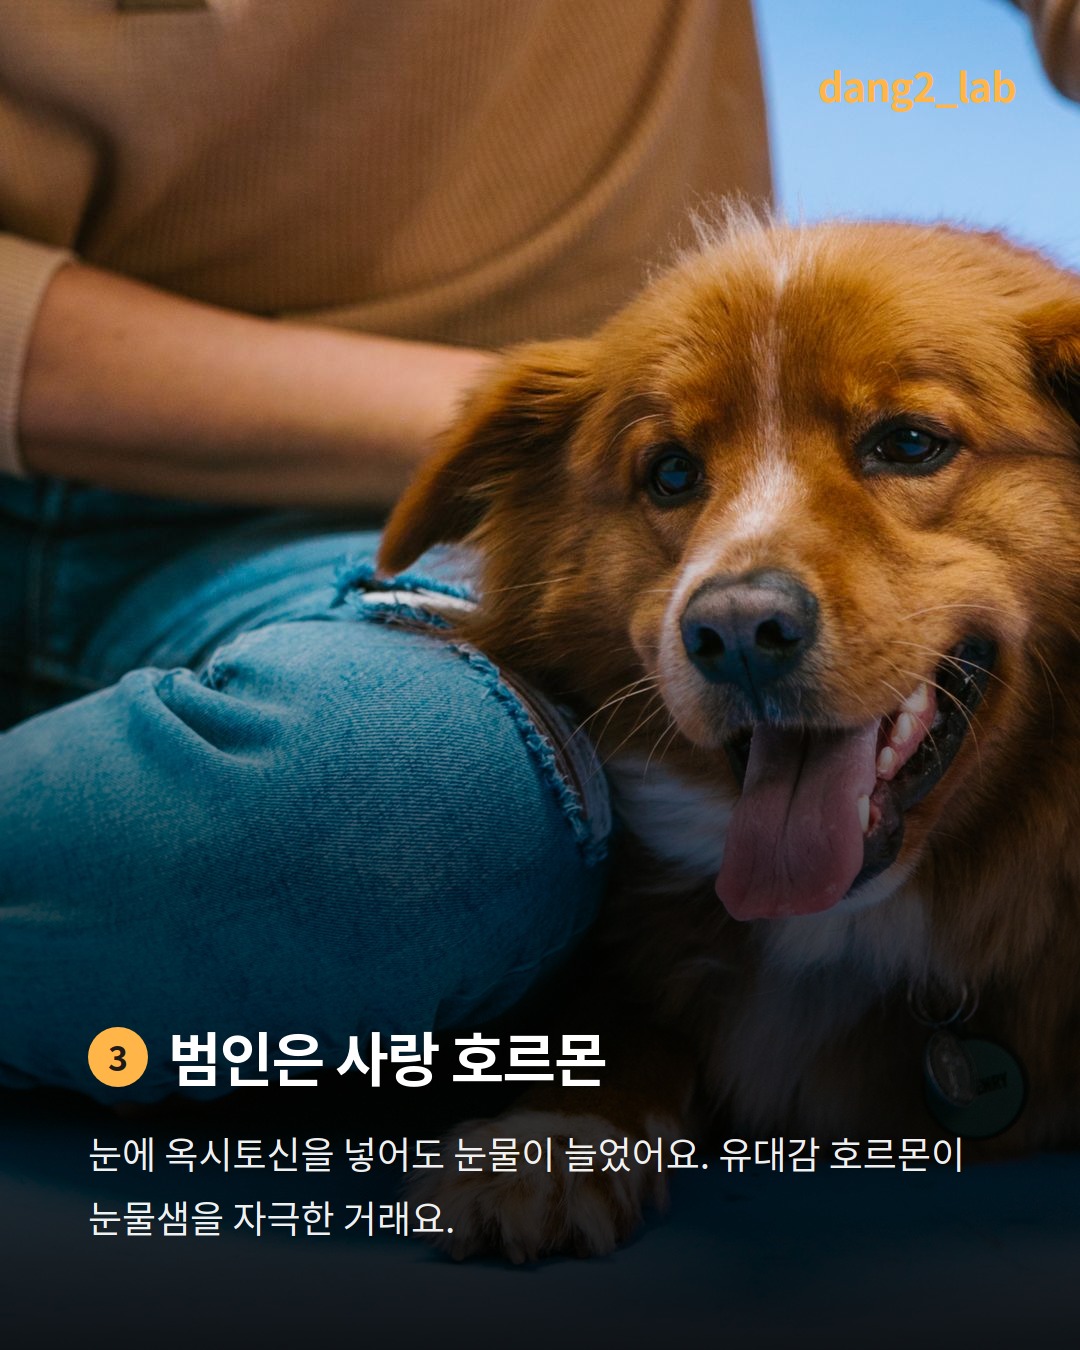 dang2_lab
3 범인은 사랑 호르몬
눈에 옥시토신을 넣어도 눈물이 늘었어요. 유대감 호르몬이
눈물샘을 자극한 거래요.